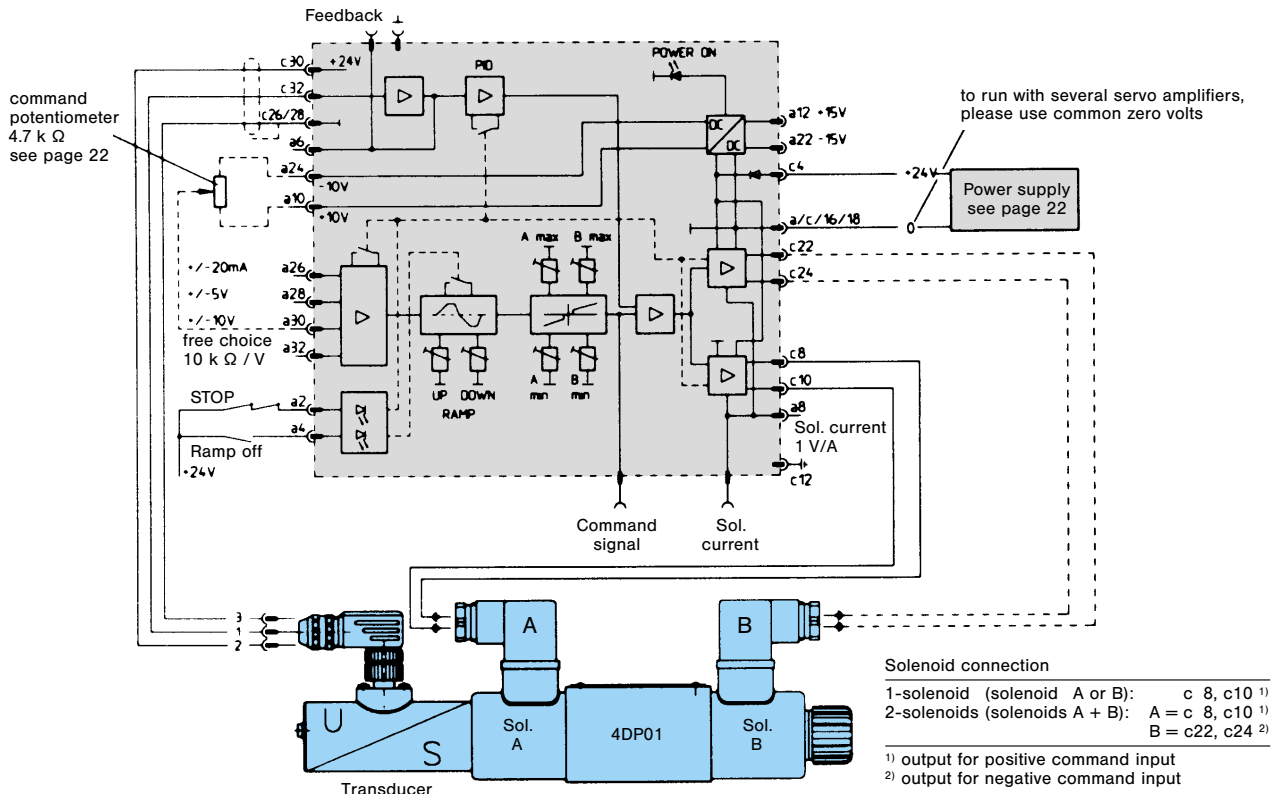 Feedback
POWER ON
c30
+24V
PID
c32
command
potentiometer
4.7 k Ω
see page 22
c26/28
a6
a24
-10V
a10
+10V
DC
DC
a12 +15V
a22 -15V
c4
+24V
to run with several servo amplifiers,
please use common zero volts
Power supply
see page 22
a/c/16/18
0
c22
c24
A max
B max
+/-20mA
a26
+/-5V
a28
+/-10V
a30
free choice
10 k Ω / V
a32
UP
DOWN
RAMP
A
min
B
min
c8
c10
a8
Sol. current
1 V/A
c12
STOP
a2
a4
Ramp off
+24V
Command
signal
Sol.
current
3
1
2
A
B
U
S
Sol.
A
4DP01
Sol.
B
Transducer
Solenoid connection
1-solenoid (solenoid A or B): c 8, c10 1)
2-solenoids (solenoids A + B): A = c 8, c10 1)
B = c22, c24 2)
1) output for positive command input
2) output for negative command input